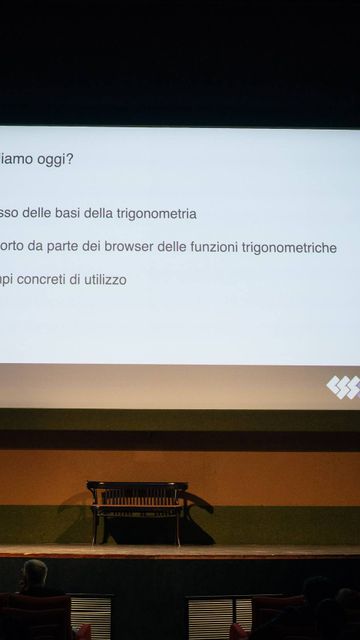 iamo oggi?
sso delle basi della trigonometria
orto da parte dei browser delle funzioni trigonometriche
pi concreti di utilizzo